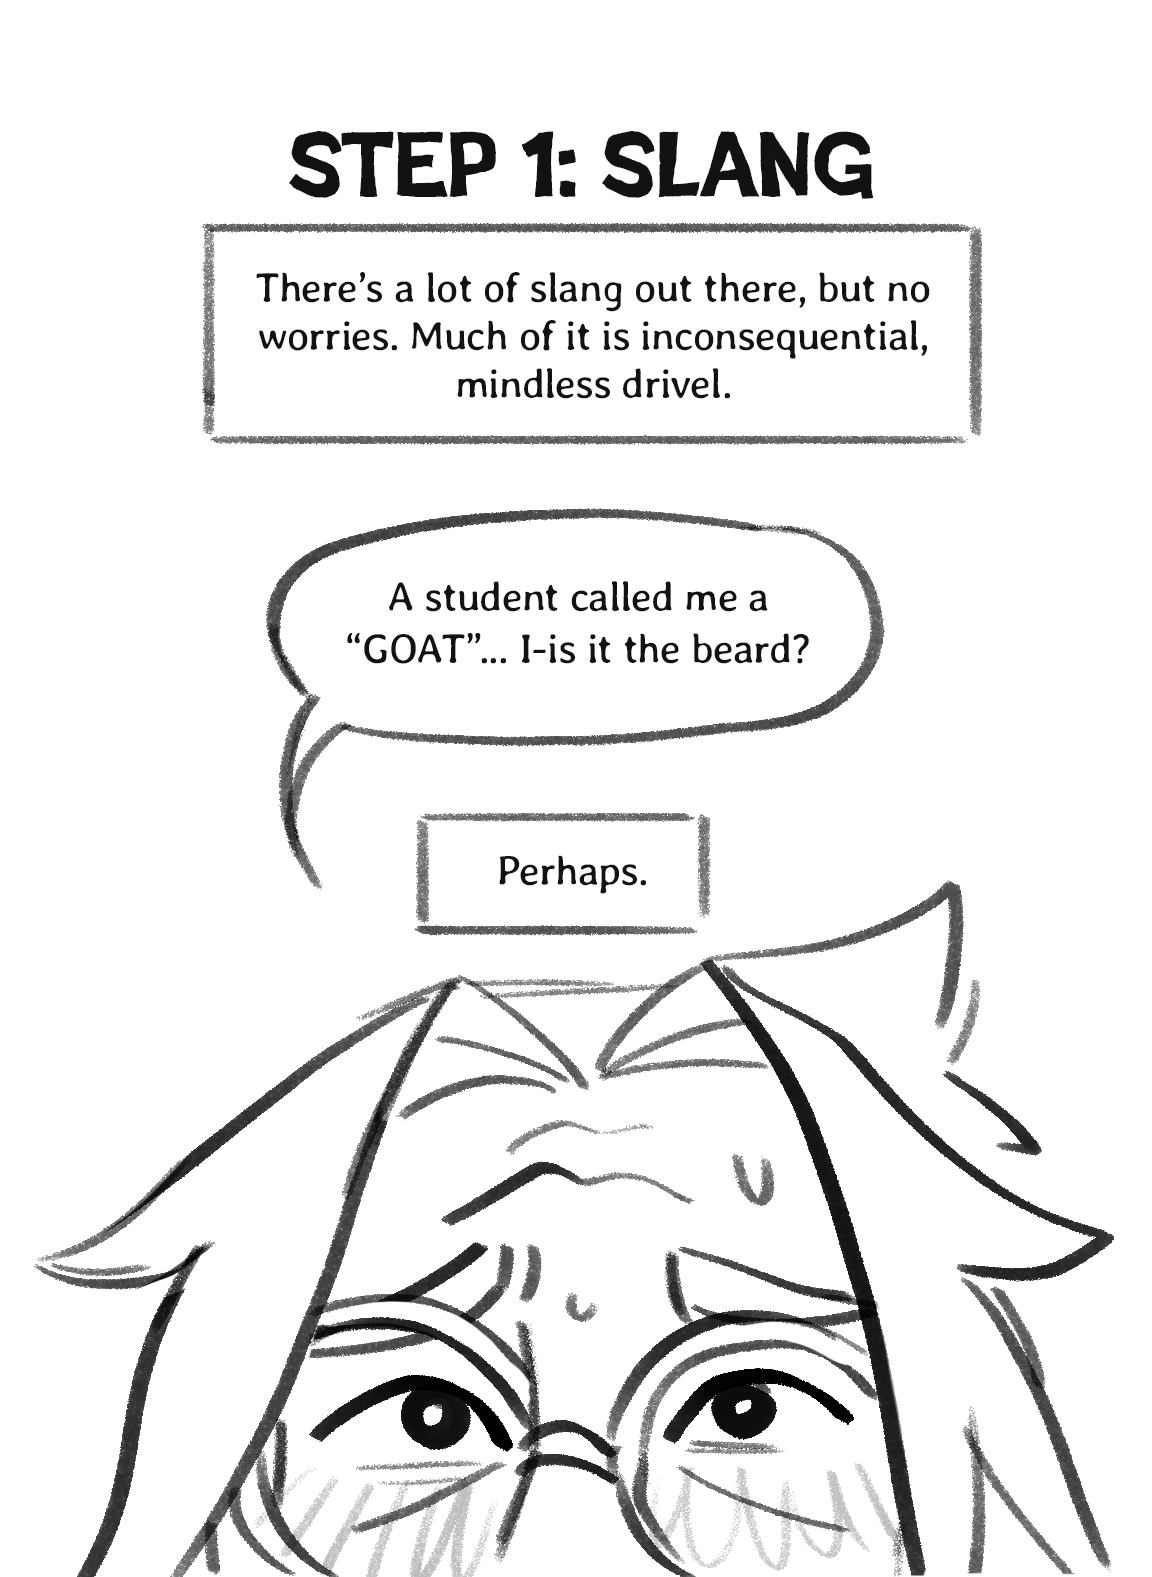 STEP 1: SLANG
There’s a lot of slang out there, but no
worries. Much of it is inconsequential,
mindless drivel.
A student called me a
“GOAT”... I-is it the beard?
Perhaps.